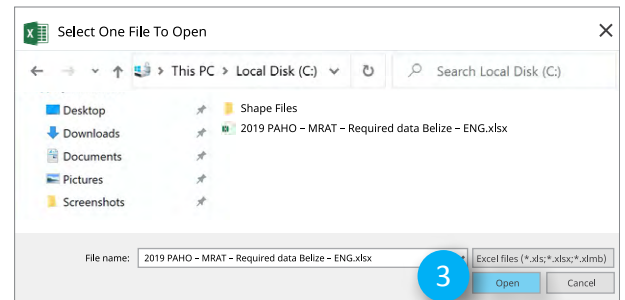 Select One File To Open
This PC > Local Disk (C:)
Search Local Disk (C:)
Desktop
Downloads
Documents
Pictures
Screenshots
Shape Files
2019 PAHO – MRAT – Required data Belize – ENG.xlsx
File name: 2019 PAHO – MRAT – Required data Belize – ENG.xlsx
Excel files (*.xls;*.xlsx;*.xlmb)
3
Open
Cancel